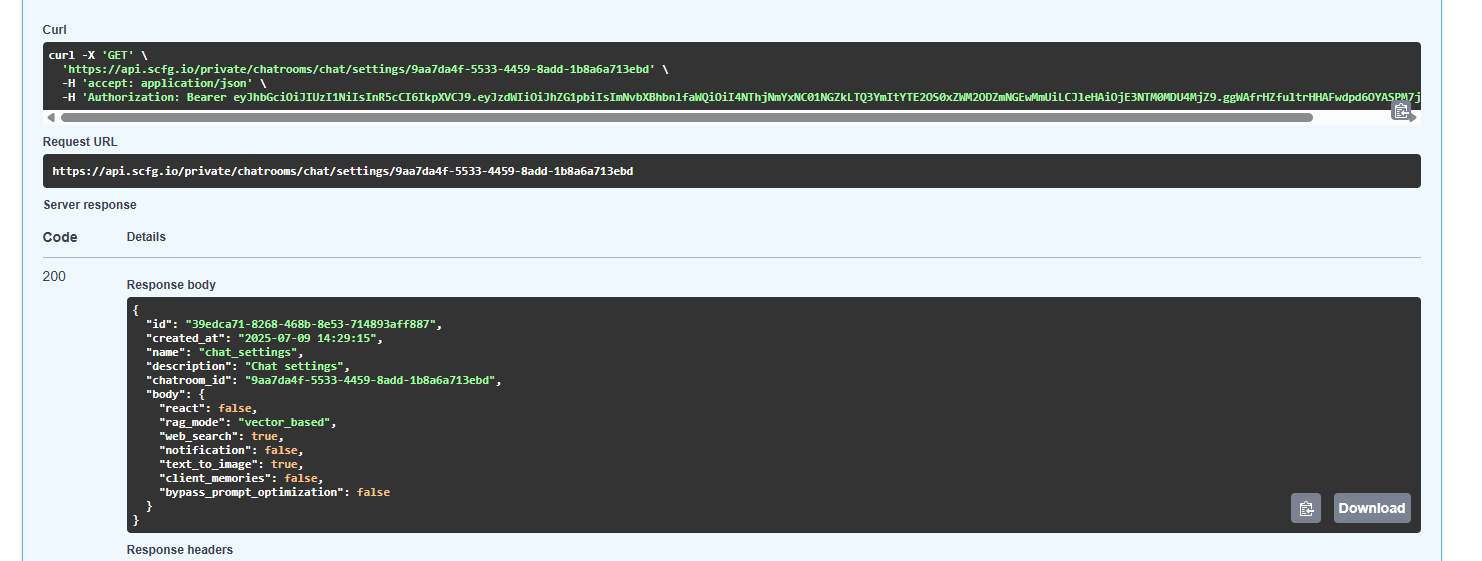 Curl
curl -X 'GET' \
'https://api.scfg.io/private/chatrooms/chat/settings/9aa7da4f-5533-4459-8add-1b8a6a713ebd' \
-H 'accept: application/json' \
-H 'Authorization: Bearer
Request URL
https://api.scfg.io/private/chatrooms/chat/settings/9aa7da4f-5533-4459-8add-1b8a6a713ebd
Server response
Code Details
200
Response body
{
"id": "39edca71-8268-468b-8e53-714893aff887",
"created_at": "2025-07-09 14:29:15",
"name": "chat_settings",
"description": "Chat settings",
"chatroom_id": "9aa7da4f-5533-4459-8add-1b8a6a713ebd",
"body": {
"react": false,
"rag_mode": "vector_based",
"web_search": true,
"notification": false,
"text_to_image": true,
"client_memories": false,
"bypass_prompt_optimization": false
}
}
Download
Response headers